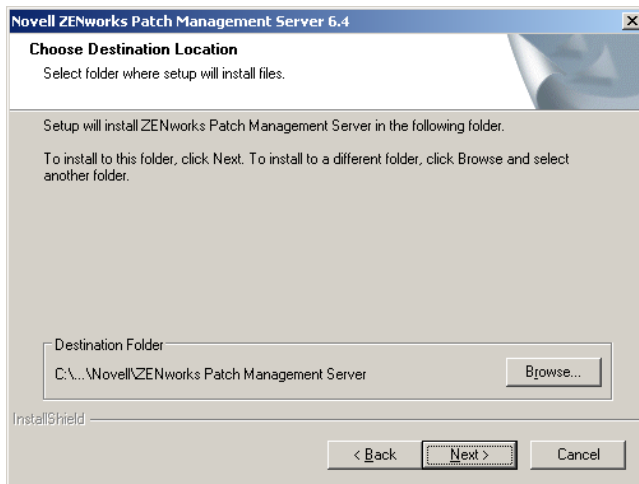 Novell ZENworks Patch Management Server 6.4
Choose Destination Location
Select folder where setup will install files.
Setup will install ZENworks Patch Management Server in the following folder.
To install to this folder, click Next. To install to a different folder, click Browse and select
another folder.
Destination Folder
C:\...\Novell\ZENworks Patch Management Server
Browse...
InstallShield
< Back
Next >
Cancel